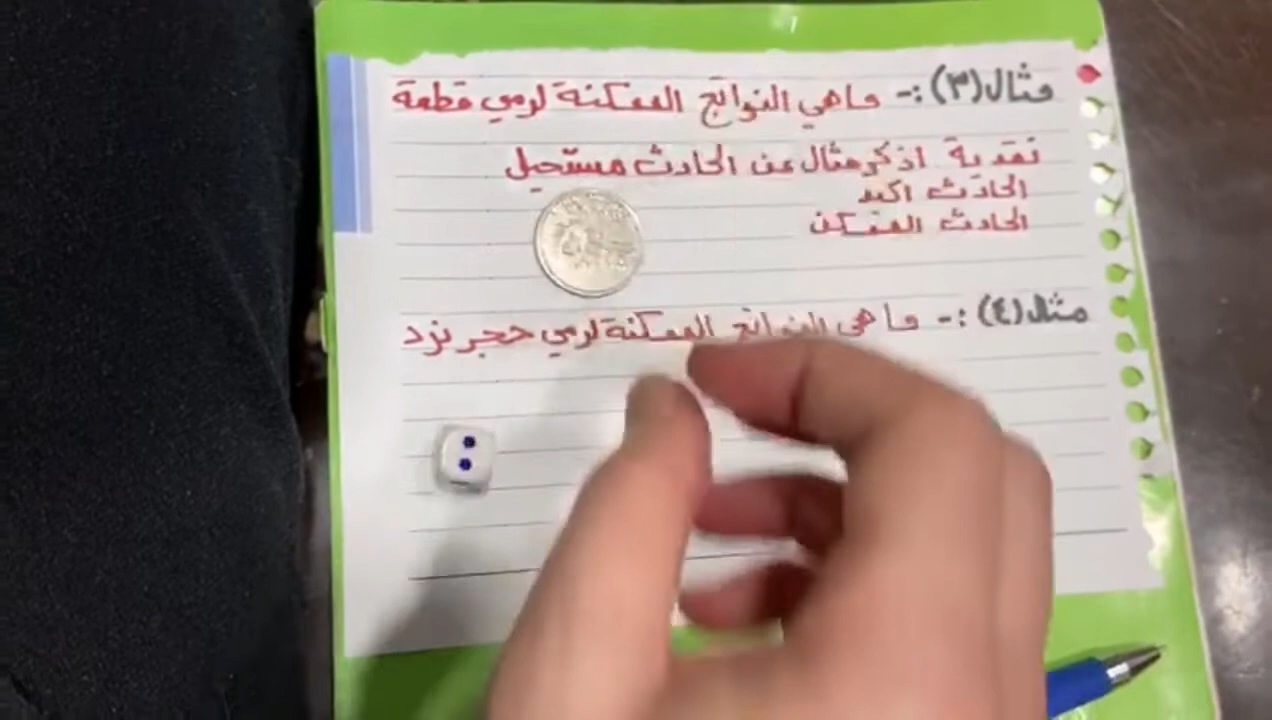 مثال (٣) :- ماهي النواتج الممكنة لرمي قطعة
نقدية اذكر مثال عن الحادث مستحيل
الحادث اكيد
الحادث الممكن
مثال (٤) :- ماهي النواتج الممكنة لرمي حجر نزد